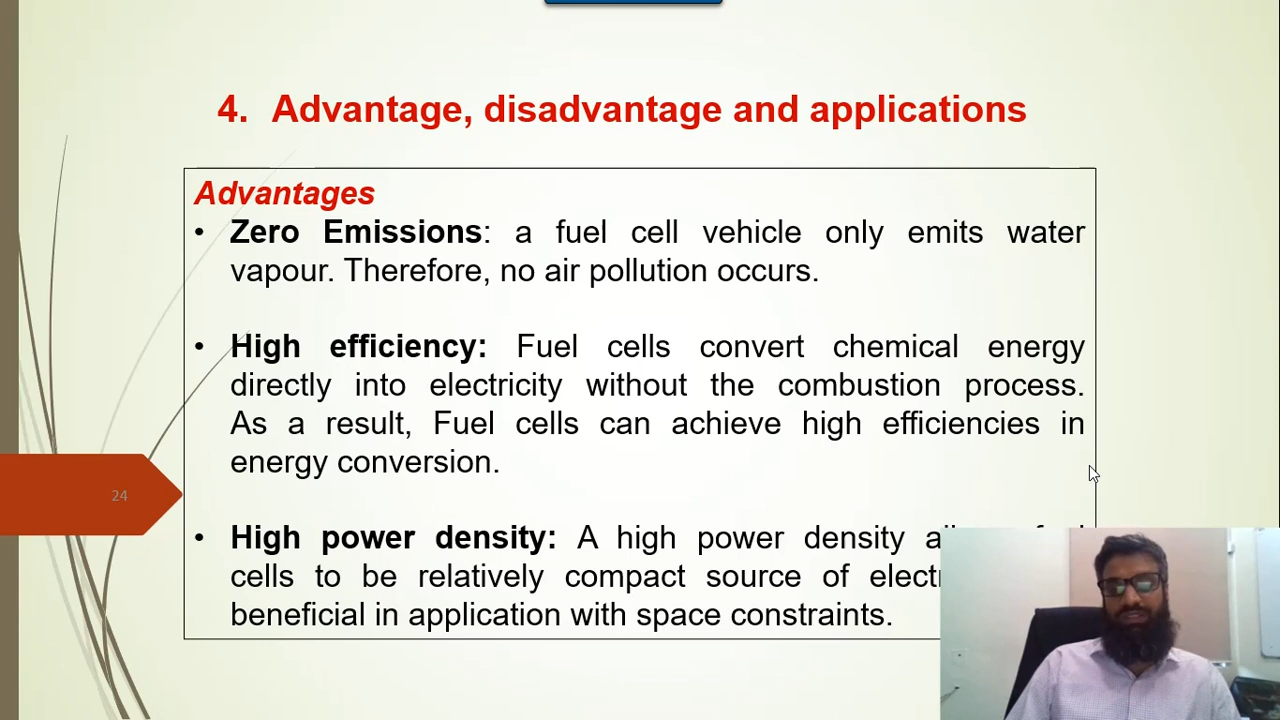 4. Advantage, disadvantage and applications
Advantages
• Zero Emissions: a fuel cell vehicle only emits water
vapour. Therefore, no air pollution occurs.
• High efficiency: Fuel cells convert chemical energy
directly into electricity without the combustion process.
As a result, Fuel cells can achieve high efficiencies in
energy conversion.
24
• High power density: A high power density
cells to be relatively compact source of
beneficial in application with space constraints.